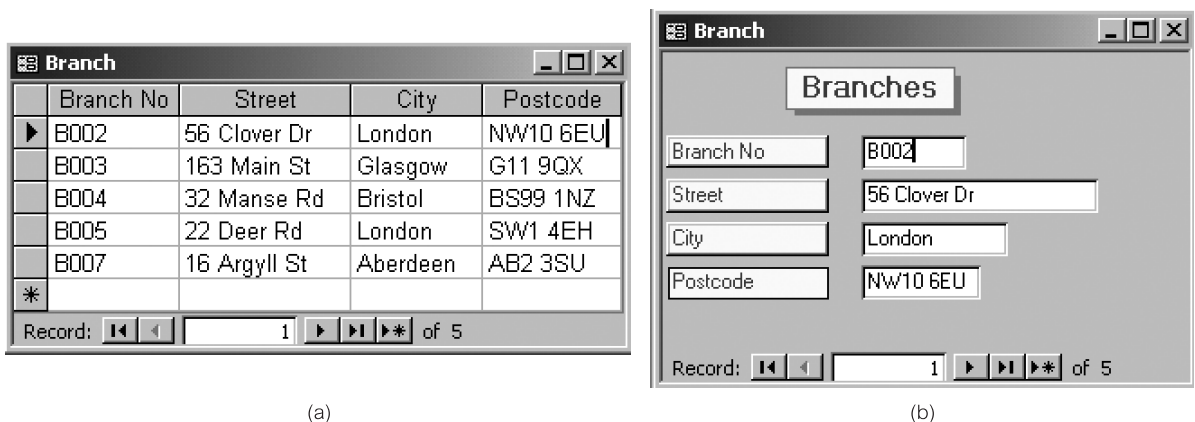 Branch
Branch No Street City Postcode
B002 56 Clover Dr London NW10 6EU
B003 163 Main St Glasgow G11 9QX
B004 32 Manse Rd Bristol BS99 1NZ
B005 22 Deer Rd London SW1 4EH
B007 16 Argyll St Aberdeen AB2 3SU
Record: 1 of 5
(a)
Branch
Branches
Branch No B002
Street 56 Clover Dr
City London
Postcode NW10 6EU
Record: 1 of 5
(b)